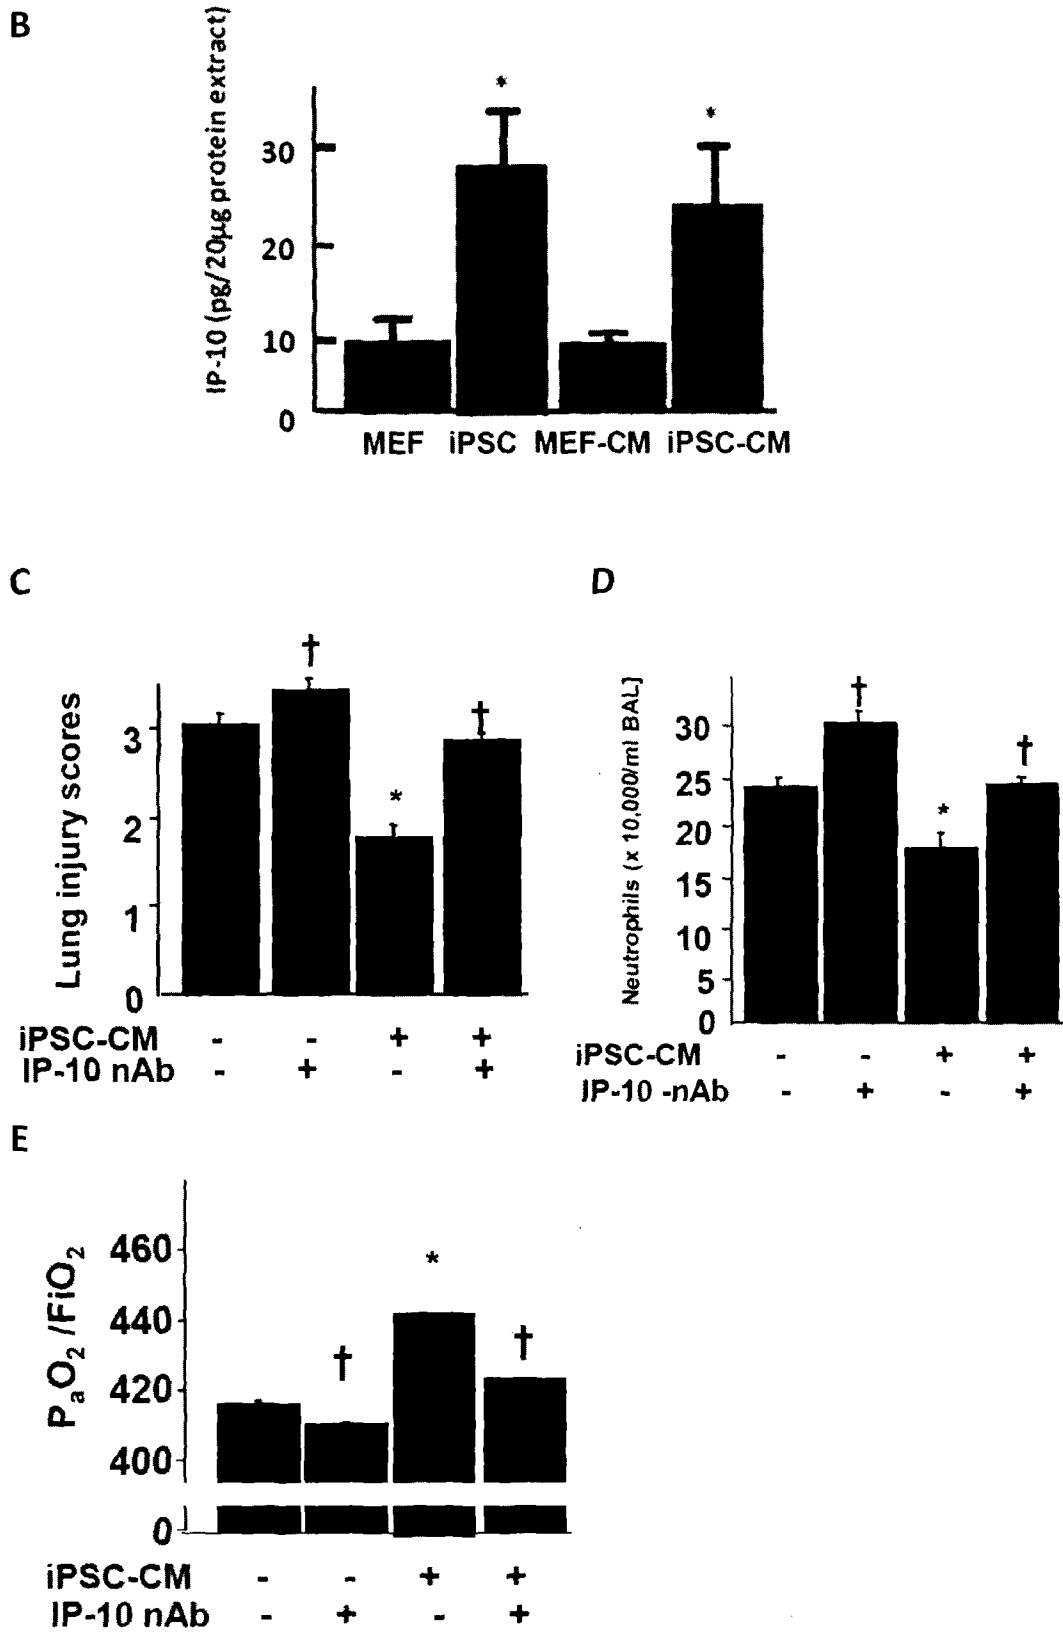 B
IP-10 (pg/20µg protein extract)
*
*
30
20
10
0
MEF iPSC MEF-CM iPSC-CM
C
Lung injury scores
†
†
*
3
2
1
0
iPSC-CM - - + +
IP-10 nAb - + - +
D
Neutrophils (x 10,000/ml BAL]
†
†
*
30
25
20
15
10
5
0
iPSC-CM - - + +
IP-10 -nAb - + - +
E
PaO2 /FiO2
*
†
†
460
440
420
400
0
iPSC-CM - - + +
IP-10 nAb - + - +